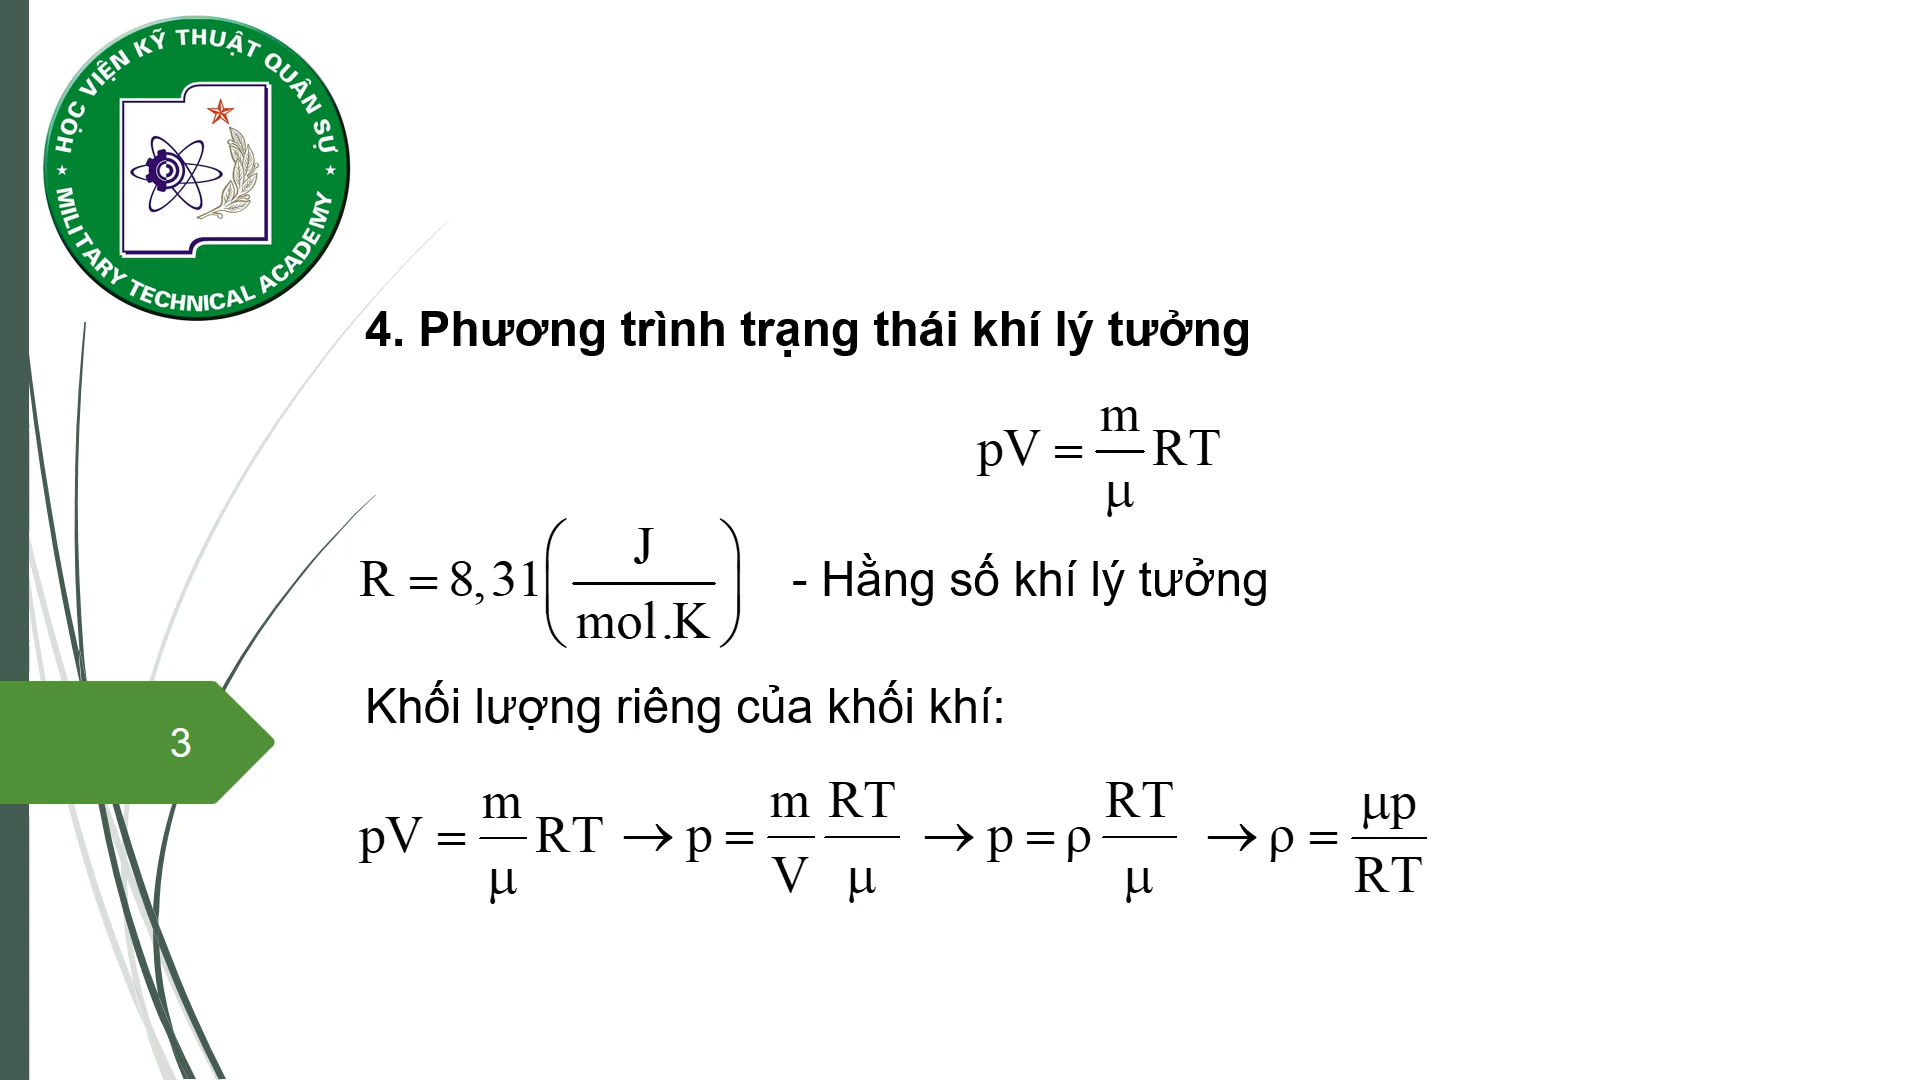 HỌC VIỆN KỸ THUẬT QUÂN SỰ
MILITARY TECHNICAL ACADEMY
4. Phương trình trạng thái khí lý tưởng
pV = m/μ RT
R = 8,31 (J/mol.K) - Hằng số khí lý tưởng
Khối lượng riêng của khối khí:
3
pV = m/μ RT → p = m/V RT/μ → p = ρ RT/μ → ρ = μp/RT